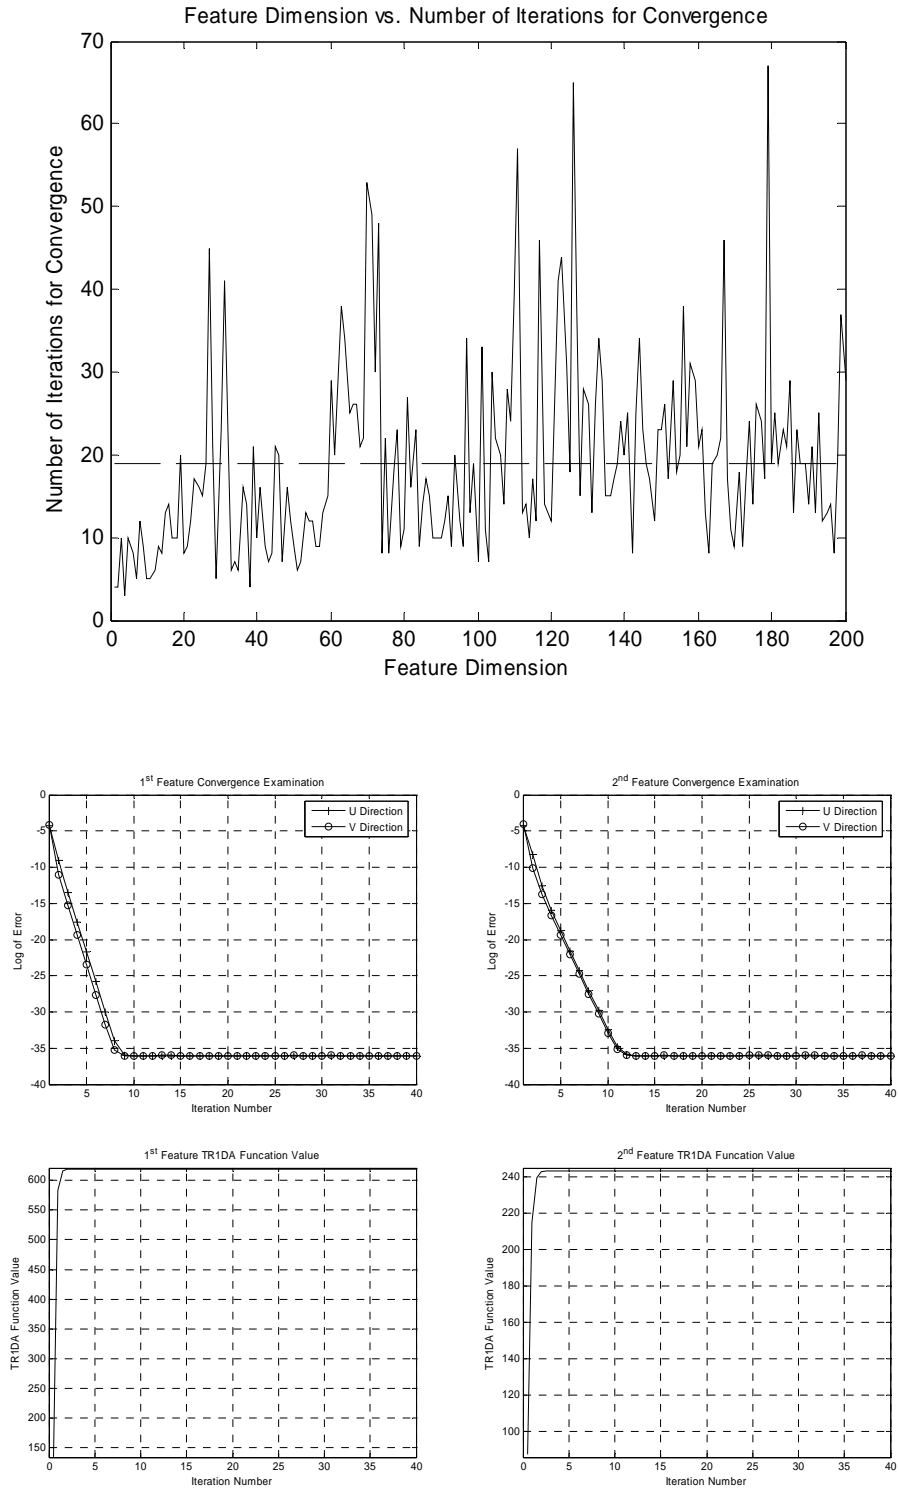 Feature Dimension vs. Number of Iterations for Convergence
70
60
50
40
30
20
10
0
Number of Iterations for Convergence
0 20 40 60 80 100 120 140 160 180 200
Feature Dimension
1st Feature Convergence Examination
0
-5
-10
-15
-20
-25
-30
-35
-40
Log of Error
U Direction
V Direction
5 10 15 20 25 30 35 40
Iteration Number
2nd Feature Convergence Examination
0
-5
-10
-15
-20
-25
-30
-35
-40
Log of Error
U Direction
V Direction
5 10 15 20 25 30 35 40
Iteration Number
1st Feature TR1DA Funcation Value
600
550
500
450
400
350
300
250
200
150
TR1DA Function Value
0 5 10 15 20 25 30 35 40
Iteration Number
2nd Feature TR1DA Funcation Value
240
220
200
180
160
140
120
100
TR1DA Function Value
0 5 10 15 20 25 30 35 40
Iteration Number